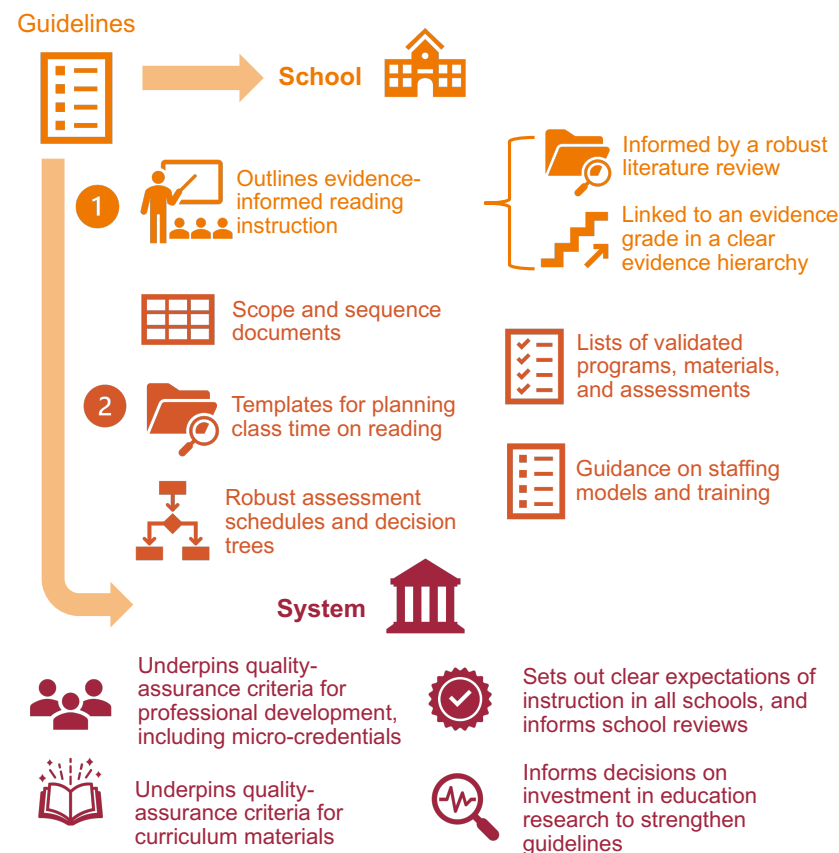 Guidelines
School
1
Outlines evidence-
informed reading
instruction
Informed by a robust
literature review
Linked to an evidence
grade in a clear
evidence hierarchy
Scope and sequence
documents
2
Templates for planning
class time on reading
Robust assessment
schedules and decision
trees
Lists of validated
programs, materials,
and assessments
Guidance on staffing
models and training
System
Underpins quality-
assurance criteria for
professional development,
including micro-credentials
Sets out clear expectations of
instruction in all schools, and
informs school reviews
Underpins quality-
assurance criteria for
curriculum materials
Informs decisions on
investment in education
research to strengthen
guidelines